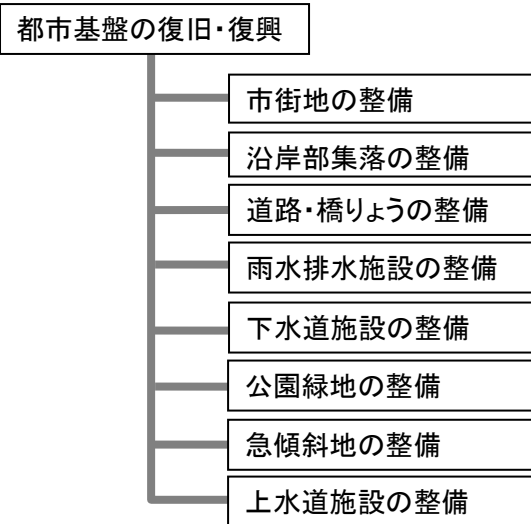 都市基盤の復旧・復興
市街地の整備
沿岸部集落の整備
道路・橋りょうの整備
雨水排水施設の整備
下水道施設の整備
公園緑地の整備
急傾斜地の整備
上水道施設の整備